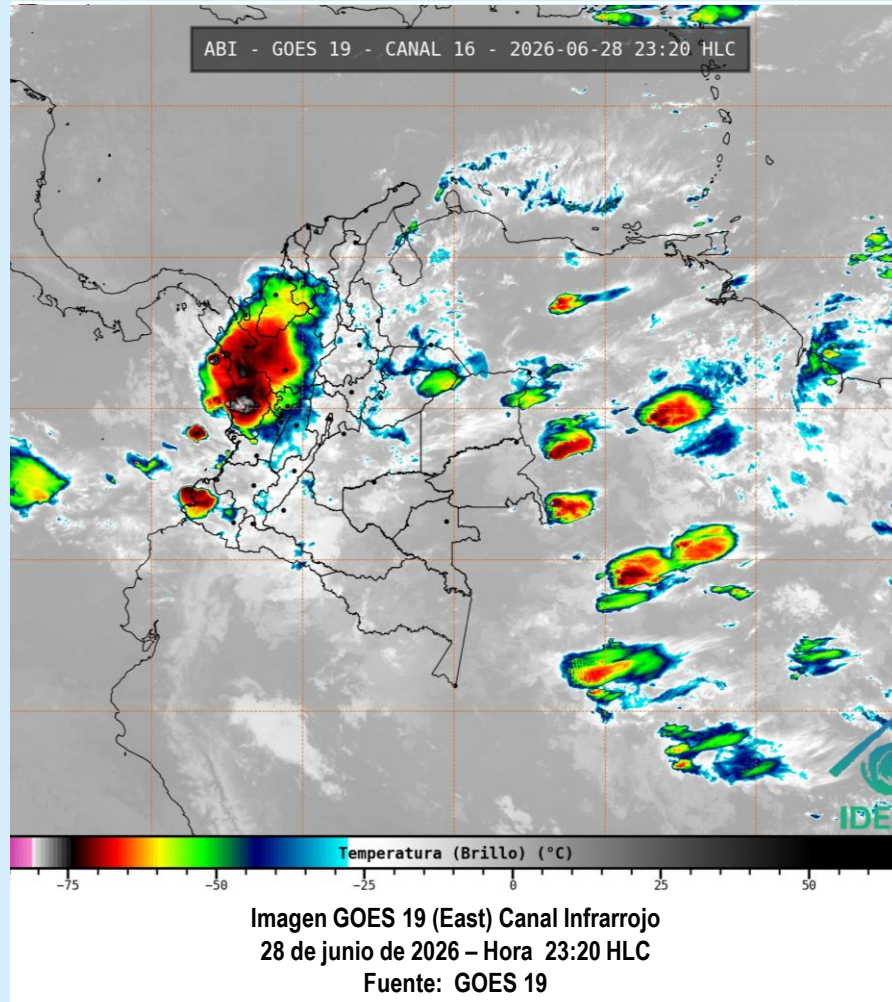 ABI - GOES 19 - CANAL 16 - 2026-06-28 23:20 HLC
Temperatura (Brillo) (°C)
−75 −50 −25 0 25 50
Imagen GOES 19 (East) Canal Infrarrojo
28 de junio de 2026 – Hora 23:20 HLC
Fuente: GOES 19